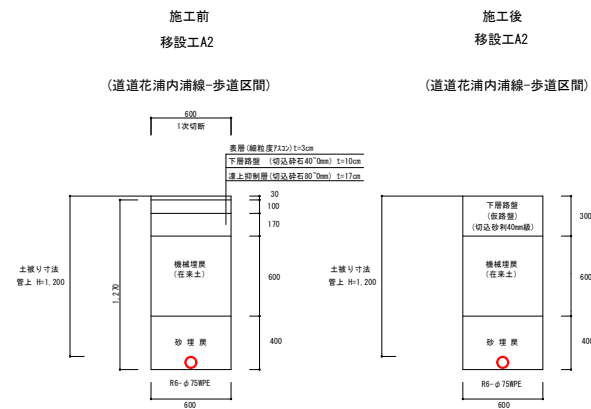 施工前
移設工A2
(道道花浦内浦線-歩道区間)
600
1次切断
表層(細粒度アスコン)t=3cm
下層路盤 (切込砕石40~0mm) t=10cm
凍上抑制層(切込砕石80~0mm) t=17cm
30
100
170
600
400
土被り寸法
管上 H=1,200
1,270
機械埋戻
(在来土)
砂 埋 戻
R6-φ75WPE
600
施工後
移設工A2
(道道花浦内浦線-歩道区間)
下層路盤
(仮路盤)
(切込砂利40mm級)
300
600
400
土被り寸法
管上 H=1,200
機械埋戻
(在来土)
砂 埋 戻
R6-φ75WPE
600